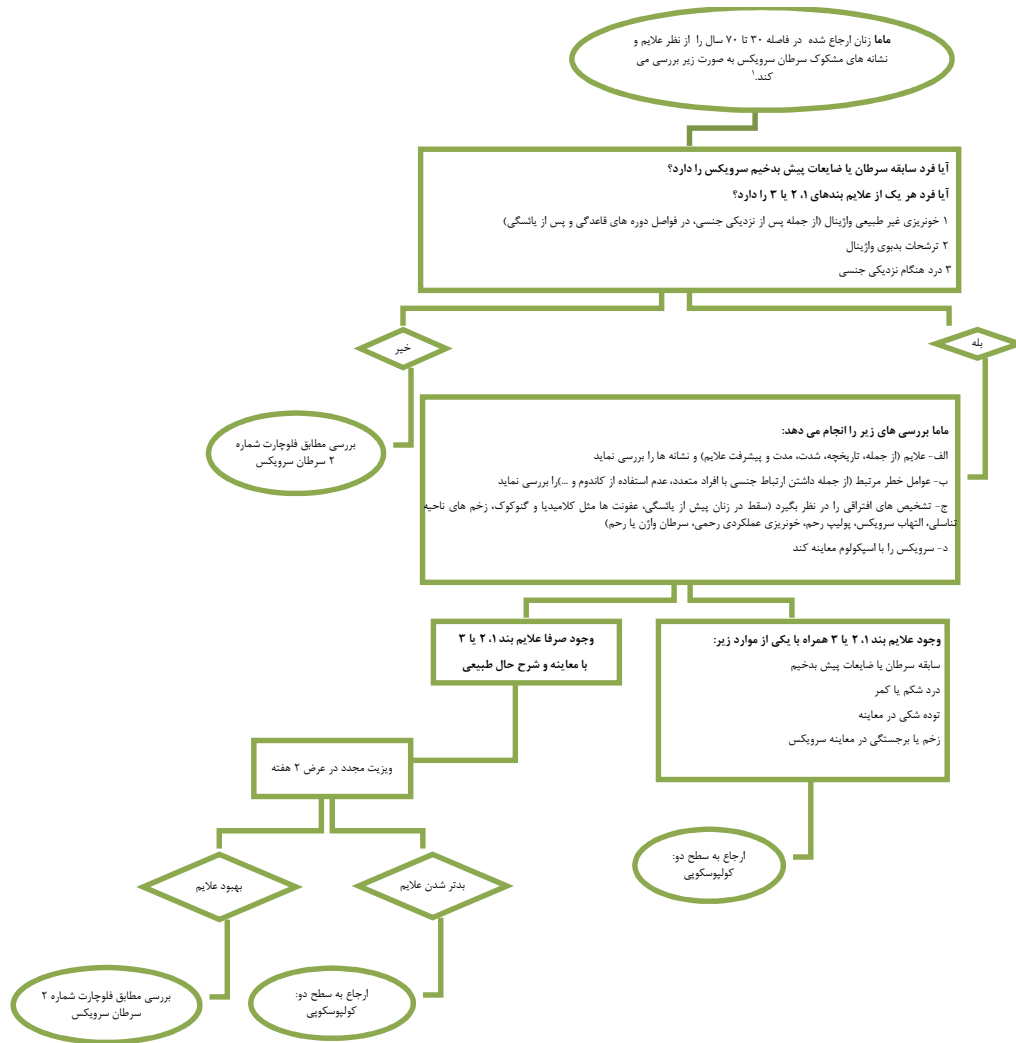 ماما زنان ارجاع شده در فاصله ۳۰ تا ۷۰ سال را از نظر علایم و
نشانه های مشکوک سرطان سرویکس به صورت زیر بررسی می
کند.۱
آیا فرد سابقه سرطان یا ضایعات پیش بدخیم سرویکس را دارد؟
آیا فرد هر یک از علایم بندهای ۱، ۲ یا ۳ را دارد؟
۱ خونریزی غیر طبیعی واژینال (از جمله پس از نزدیکی جنسی، در فواصل دوره های قاعدگی و پس از یائسگی)
۲ ترشحات بدبوی واژینال
۳ درد هنگام نزدیکی جنسی
بله
خیر
بررسی مطابق فلوچارت شماره
۲ سرطان سرویکس
ماما بررسی های زیر را انجام می دهد:
الف- علایم (از جمله، تاریخچه، شدت، مدت و پیشرفت علایم) و نشانه ها را بررسی نماید
ب- عوامل خطر مرتبط (از جمله داشتن ارتباط جنسی با افراد متعدد، عدم استفاده از کاندوم و ...)را بررسی نماید
ج- تشخیص های افتراقی را در نظر بگیرد (سقط در زنان پیش از یائسگی، عفونت ها مثل کلامیدیا و گنوکوک، زخم های ناحیه
تناسلی، التهاب سرویکس، پولیپ رحم، خونریزی عملکردی رحمی، سرطان واژن یا رحم)
د- سرویکس را با اسپکولوم معاینه کند
وجود علایم بند ۱، ۲ یا ۳ همراه با یکی از موارد زیر:
سابقه سرطان یا ضایعات پیش بدخیم
درد شکم یا کمر
توده شکی در معاینه
زخم یا برجستگی در معاینه سرویکس
وجود صرفا علایم بند ۱، ۲ یا ۳
با معاینه و شرح حال طبیعی
ویزیت مجدد در عرض ۲ هفته
ارجاع به سطح دو:
کولپوسکوپی
بدتر شدن علایم
بهبود علایم
ارجاع به سطح دو:
کولپوسکوپی
بررسی مطابق فلوچارت شماره ۲
سرطان سرویکس